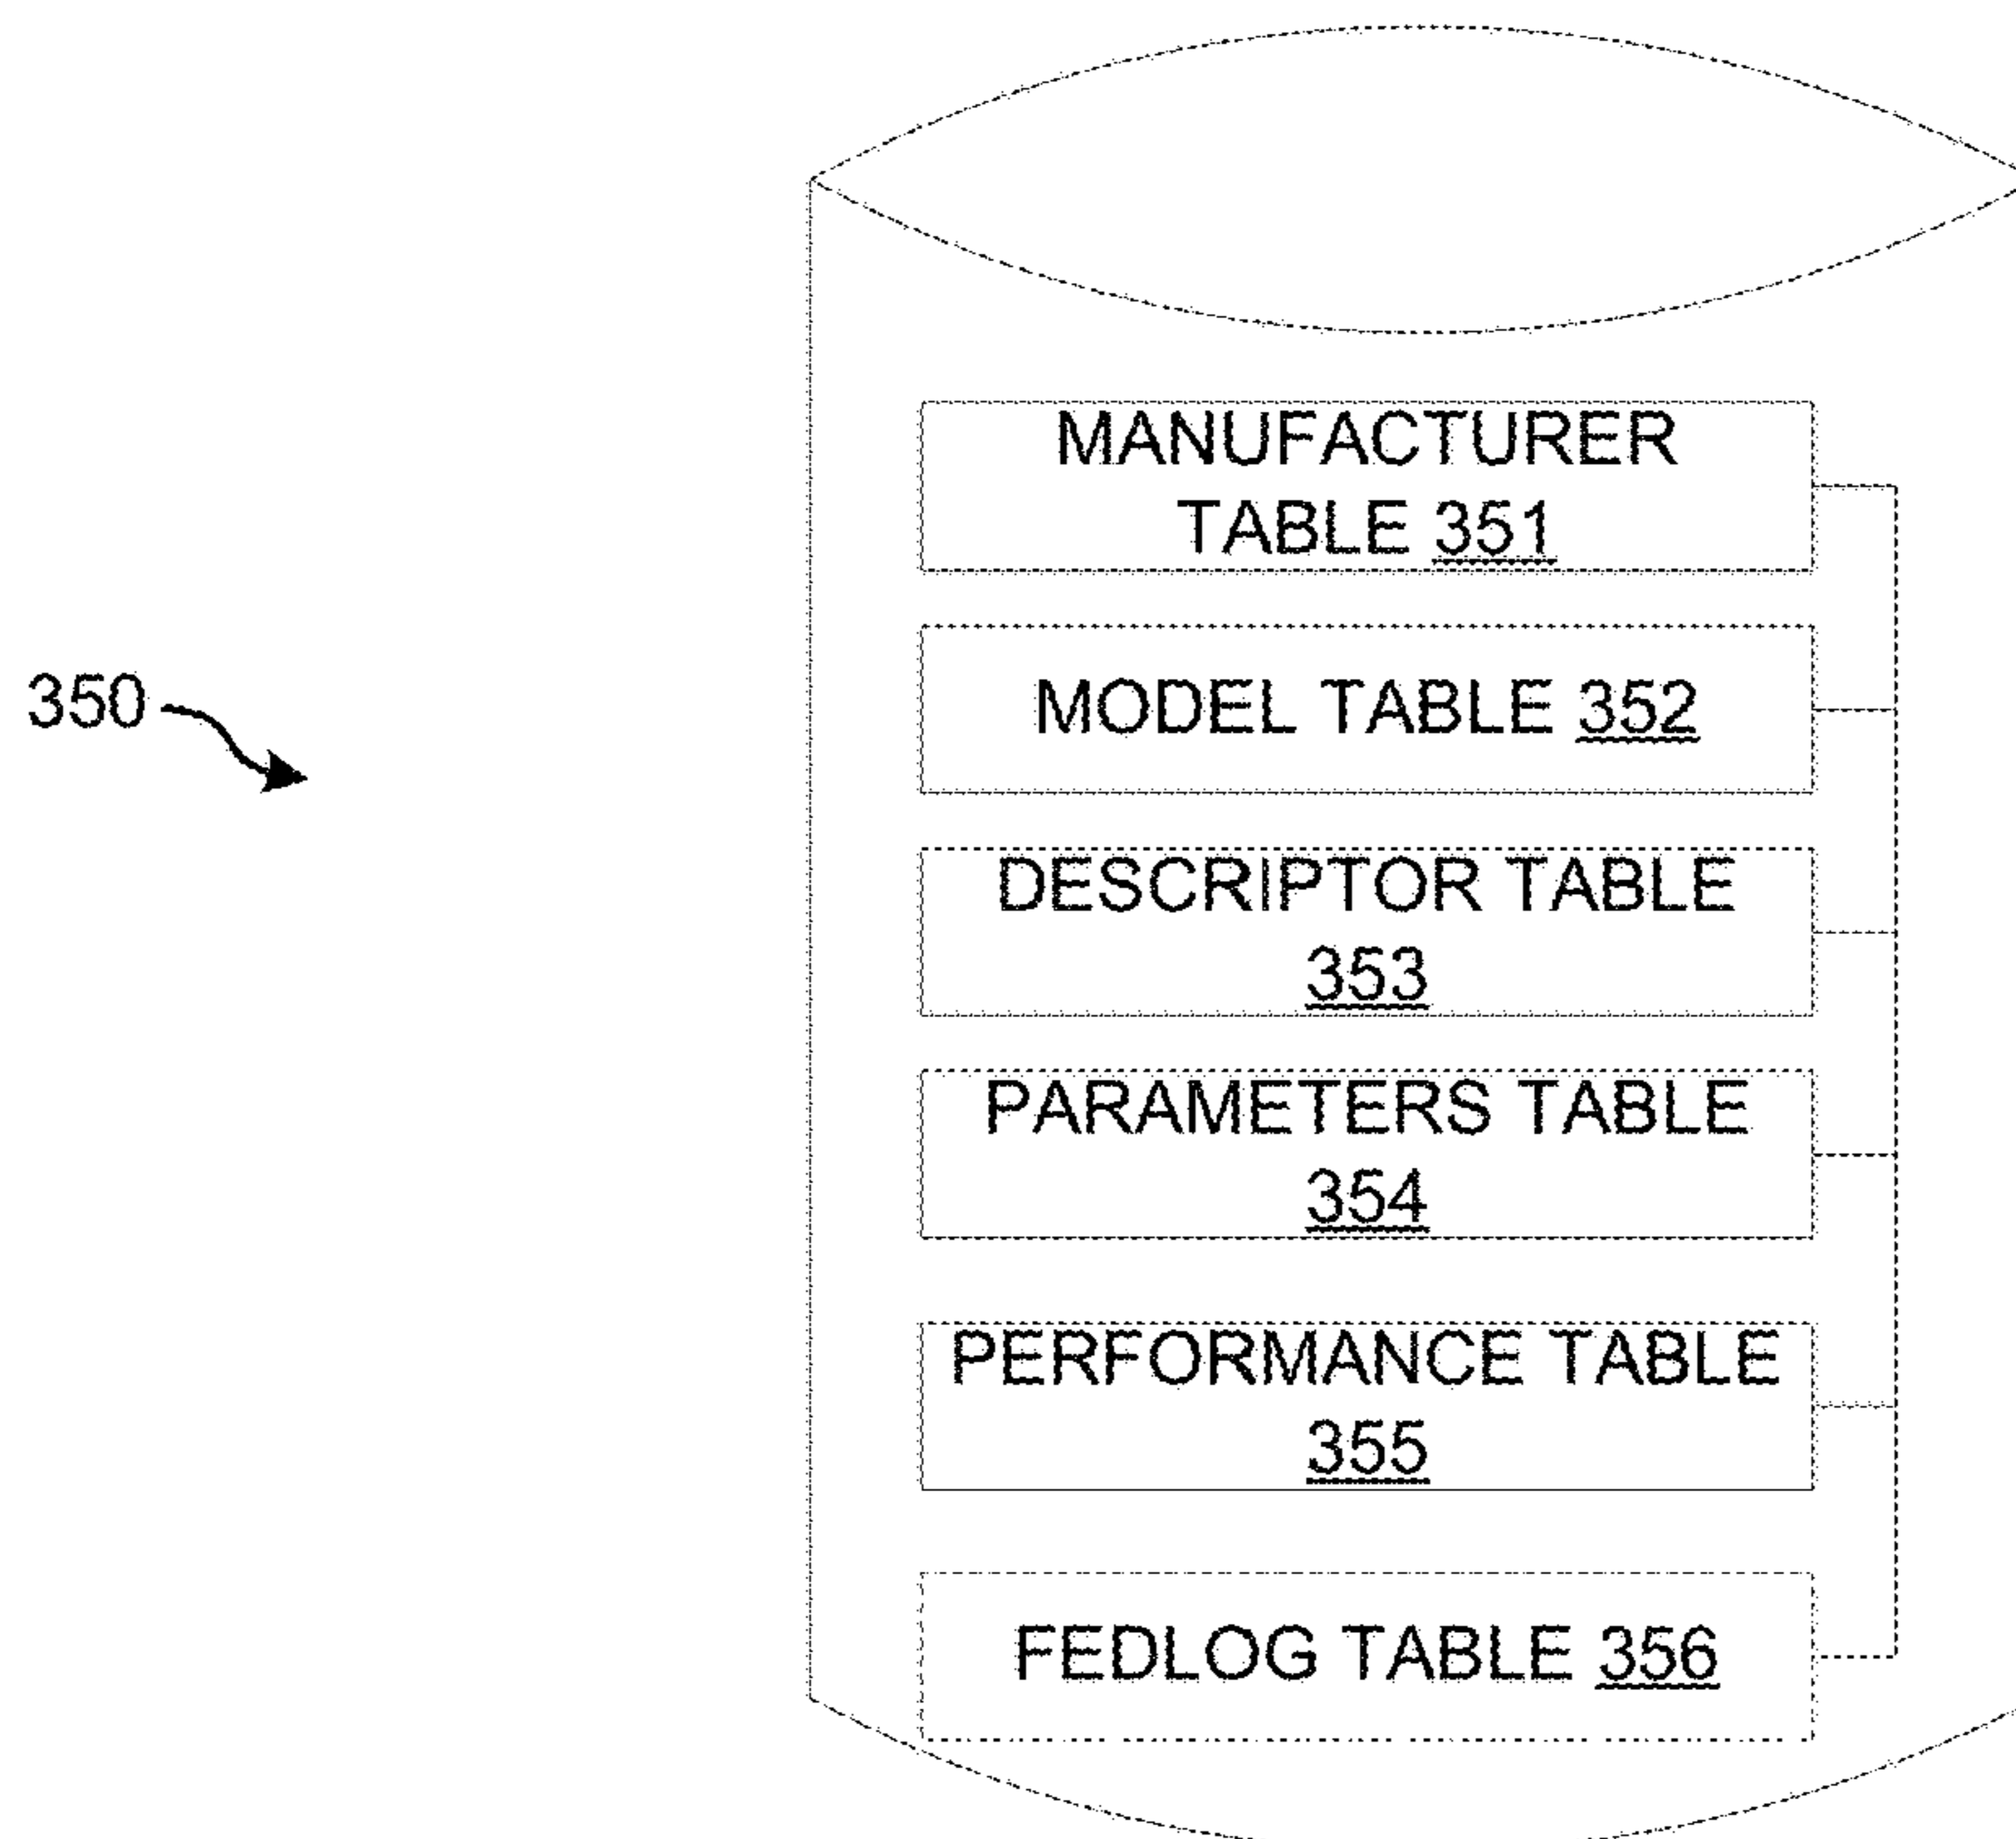 MANUFACTURER
TABLE 351
350
MODEL TABLE 352
DESCRIPTOR TABLE
353
PARAMETERS TABLE
354
PERFORMANCE TABLE
355
FEDLOG TABLE 356